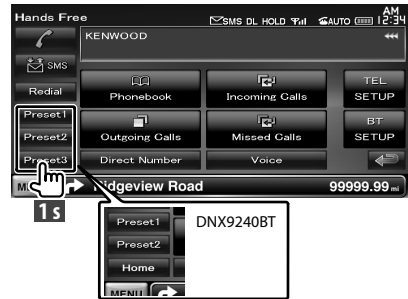 Hands Free
SMS DL HOLD AUTO AM 12:34
KENWOOD
SMS
Redial
Phonebook
Incoming Calls
TEL SETUP
Preset1
Preset2
Preset3
Outgoing Calls
Missed Calls
BT SETUP
Direct Number
Voice
Ridgeview Road
99999.99 mi
1 s
Preset1
Preset2
Home
MENU
DNX9240BT